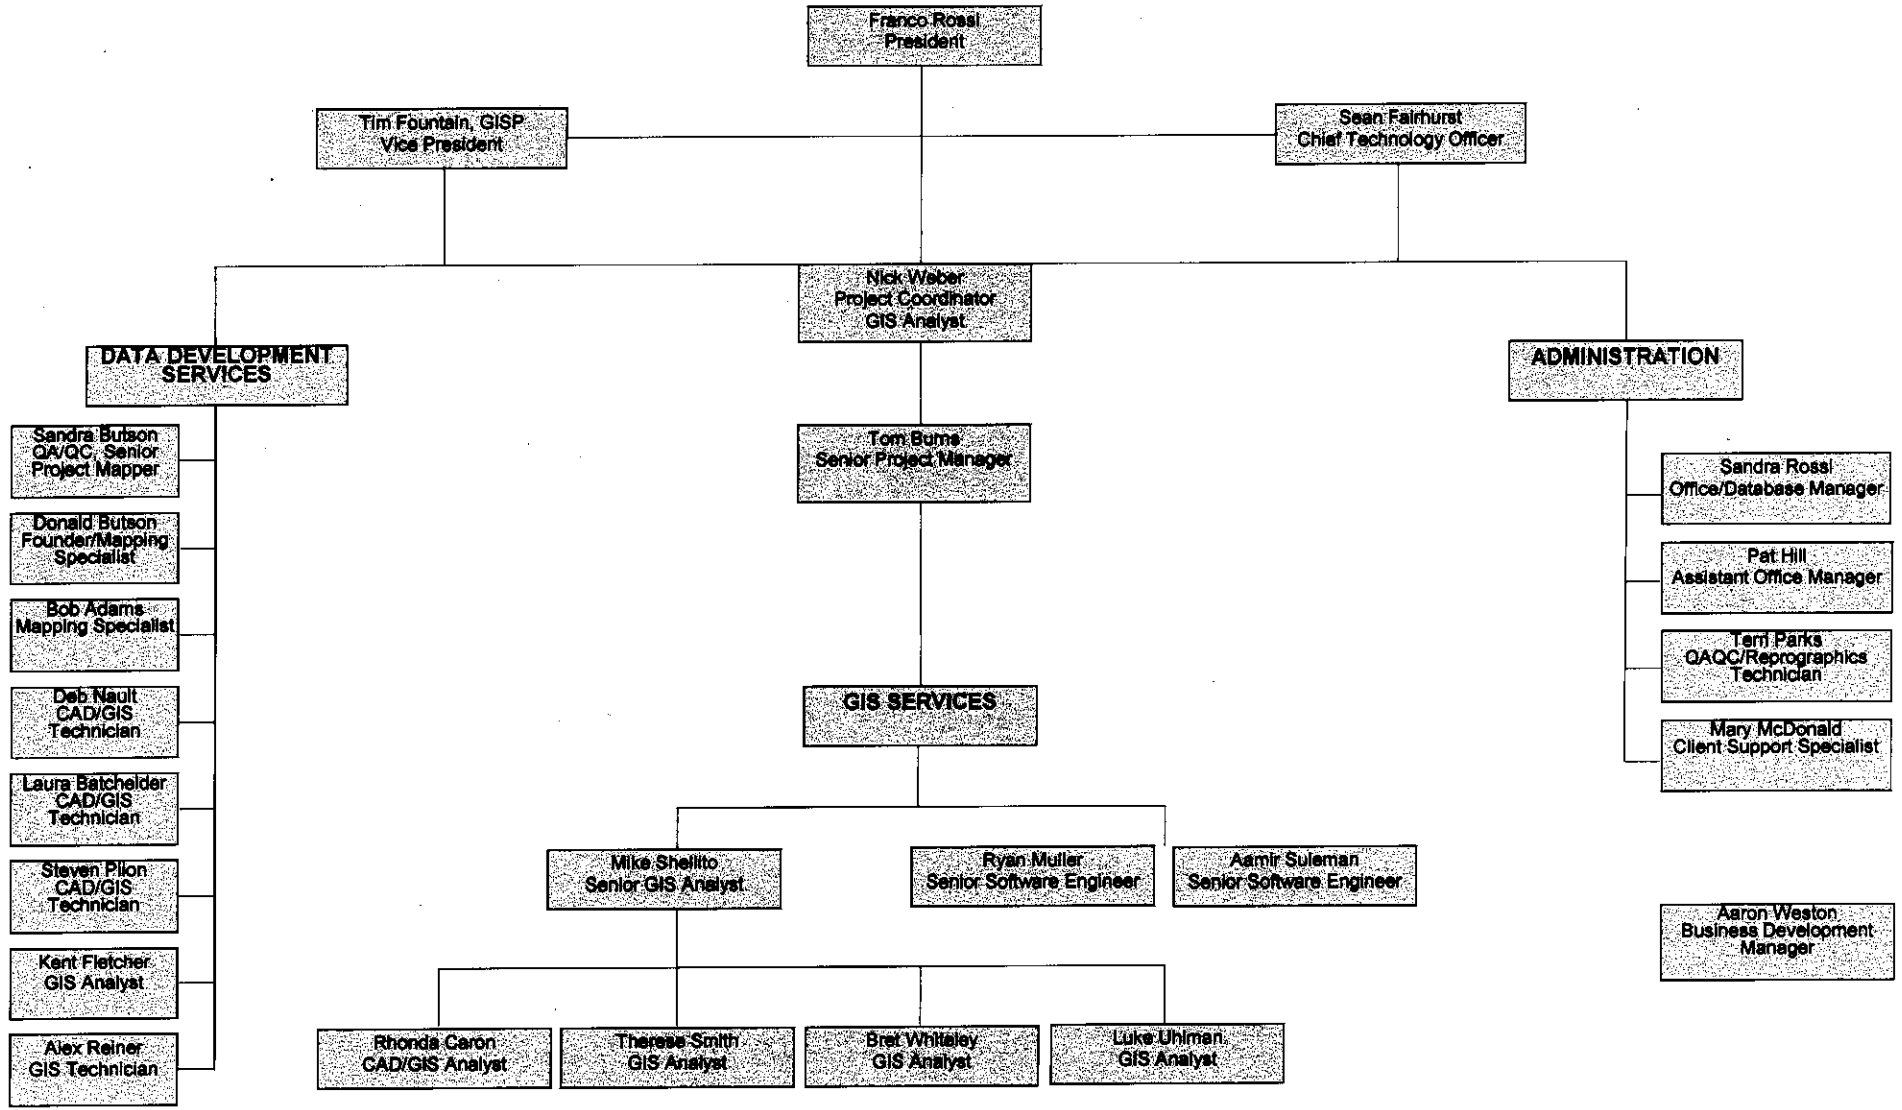 Franco Rossi
President
Tim Fountain, GISP
Vice President
Sean Fairhurst
Chief Technology Officer
Nick Weber
Project Coordinator
GIS Analyst
DATA DEVELOPMENT
SERVICES
ADMINISTRATION
Sandra Butson
QA/QC, Senior
Project Mapper
Donald Butson
Founder/Mapping
Specialist
Bob Adams
Mapping Specialist
Deb Nault
CAD/GIS
Technician
Laura Batchelder
CAD/GIS
Technician
Steven Pilon
CAD/GIS
Technician
Kent Fletcher
GIS Analyst
Alex Reiner
GIS Technician
Tom Burns
Senior Project Manager
GIS SERVICES
Mike Shellito
Senior GIS Analyst
Ryan Muller
Senior Software Engineer
Aamir Suleman
Senior Software Engineer
Rhonda Caron
CAD/GIS Analyst
Therese Smith
GIS Analyst
Bret Whiteley
GIS Analyst
Luke Uhlman
GIS Analyst
Sandra Rossi
Office/Database Manager
Pat Hill
Assistant Office Manager
Terri Parks
QAQC/Reprographics
Technician
Mary McDonald
Client Support Specialist
Aaron Weston
Business Development
Manager